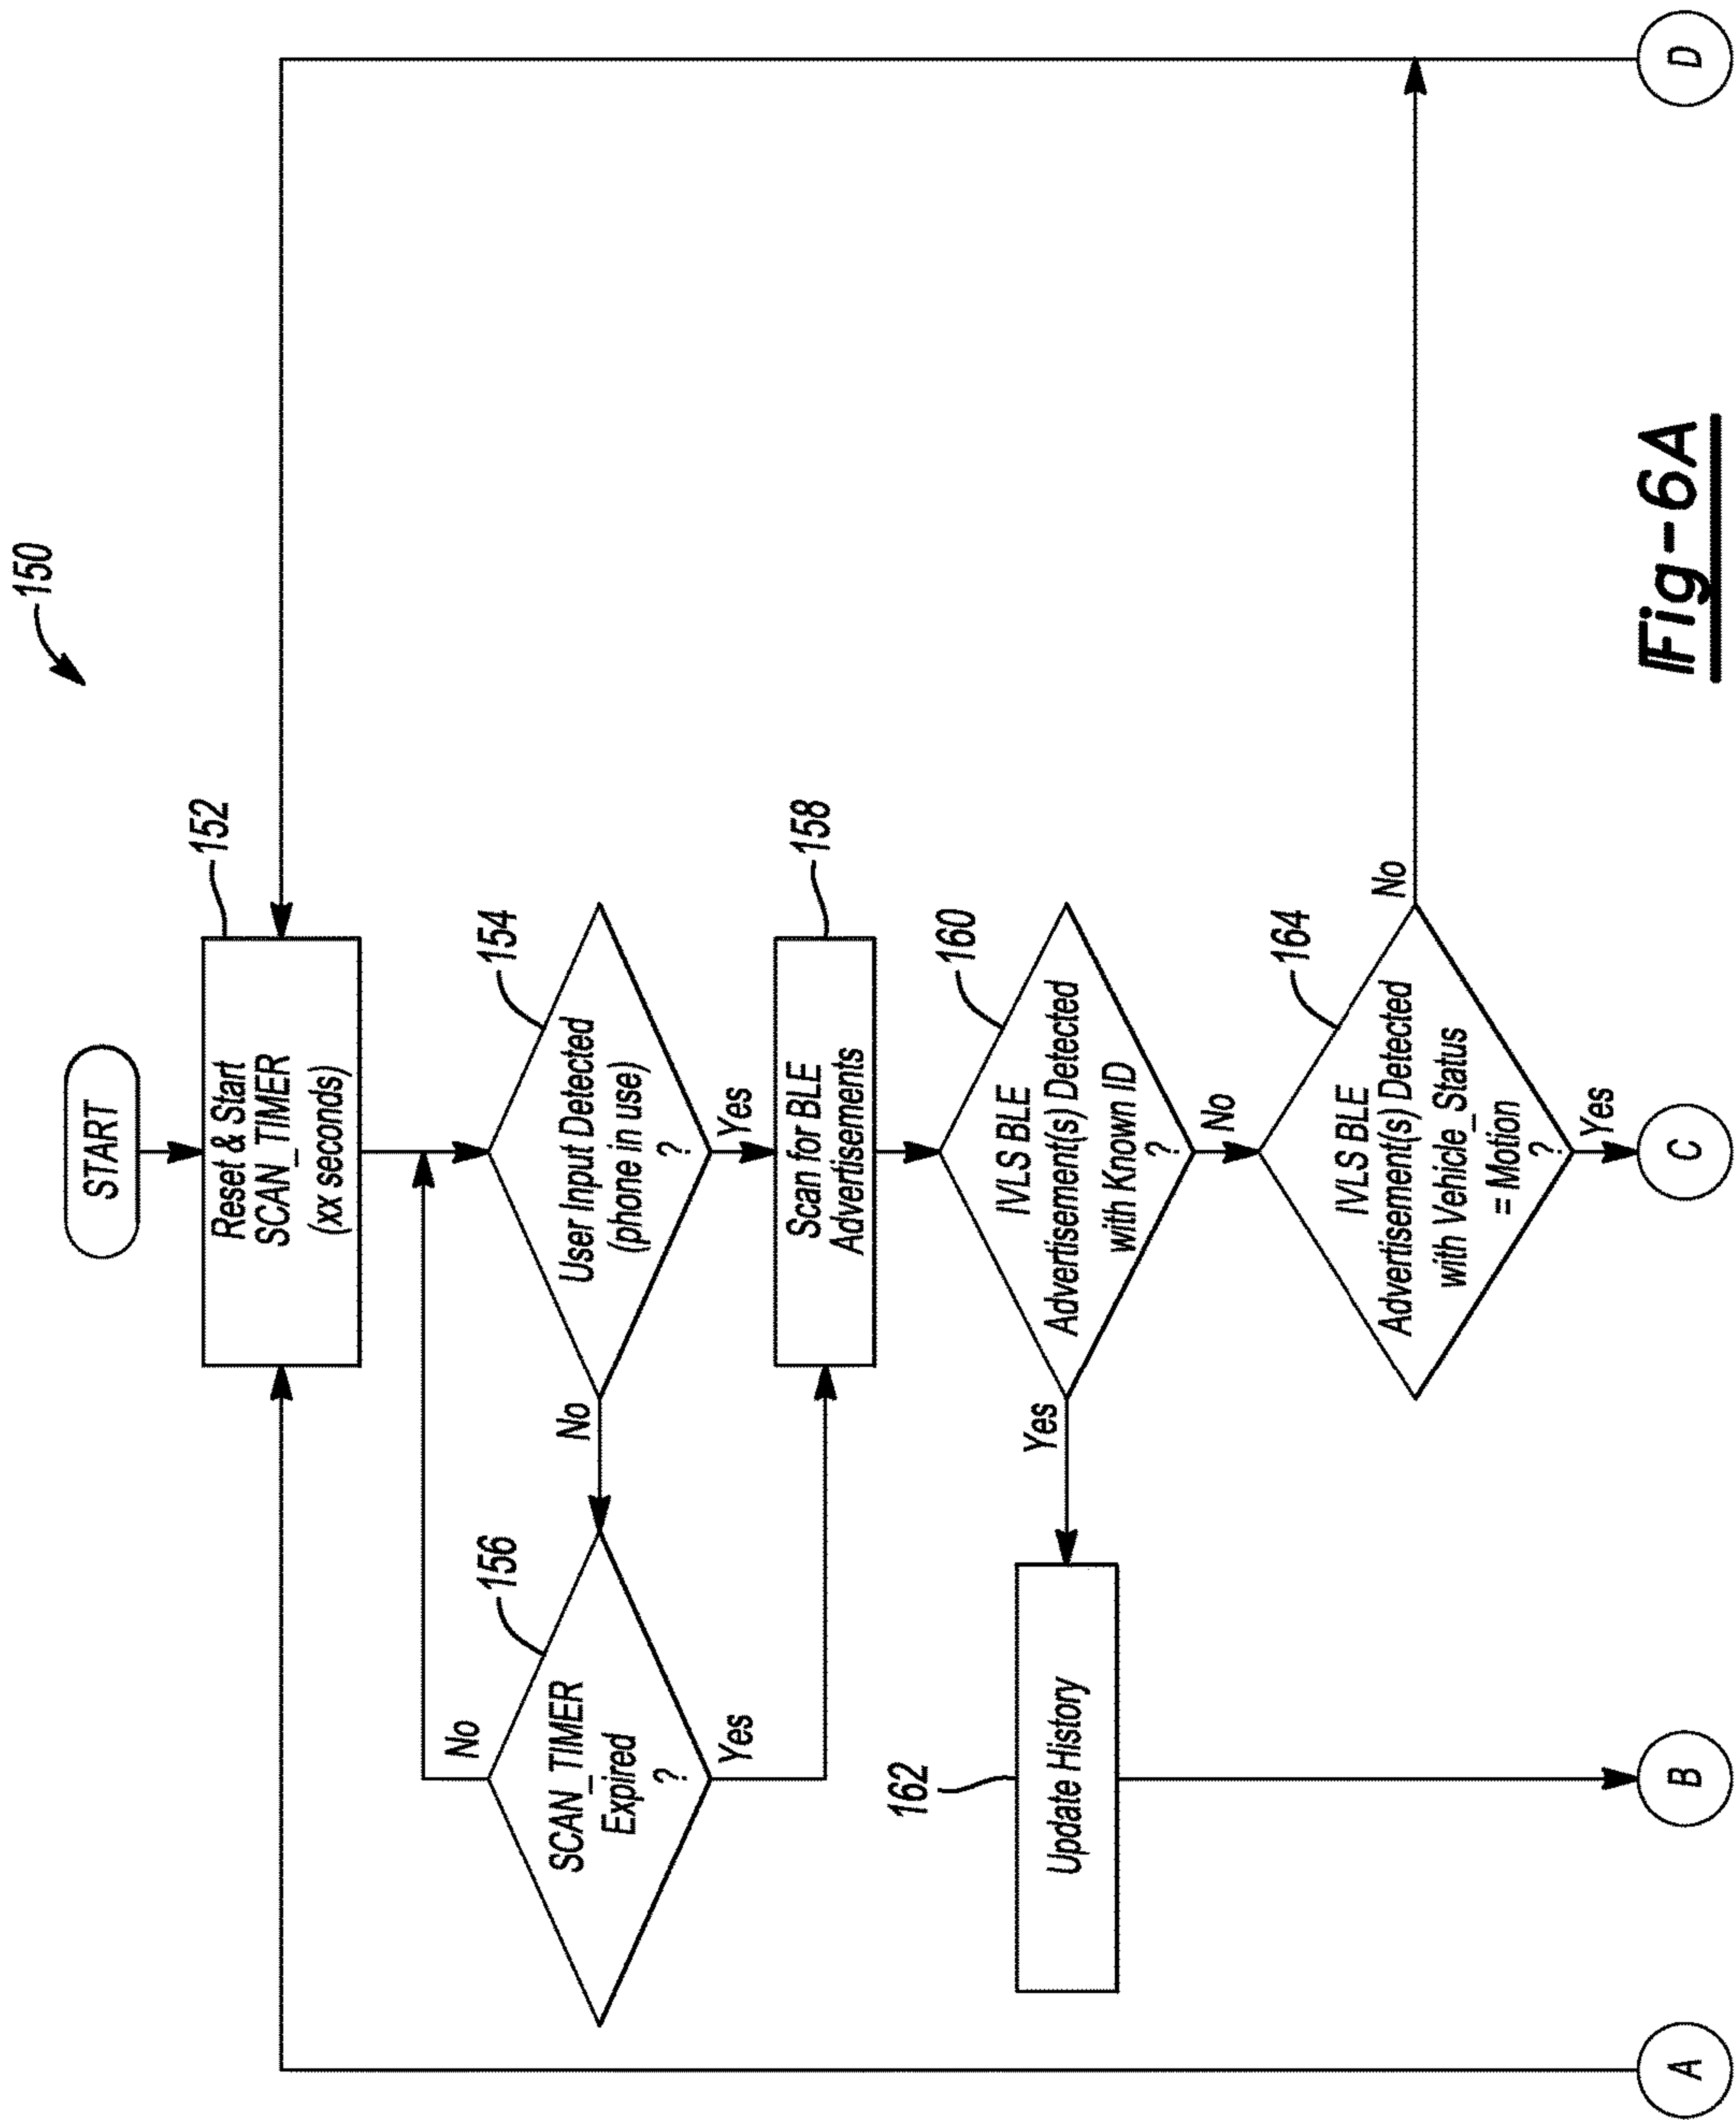 150
START
Reset & Start
SCAN_TIMER
(xx seconds)
152
User Input Detected
(phone in use)
?
154
No
Yes
SCAN_TIMER
Expired
?
156
No
Yes
Scan for BLE
Advertisements
158
IVLS BLE
Advertisement(s) Detected
with Known ID
?
160
Yes
No
Update History
162
IVLS BLE
Advertisement(s) Detected
with Vehicle_Status
= Motion
?
164
No
Yes
A
B
C
D
Fig-6A